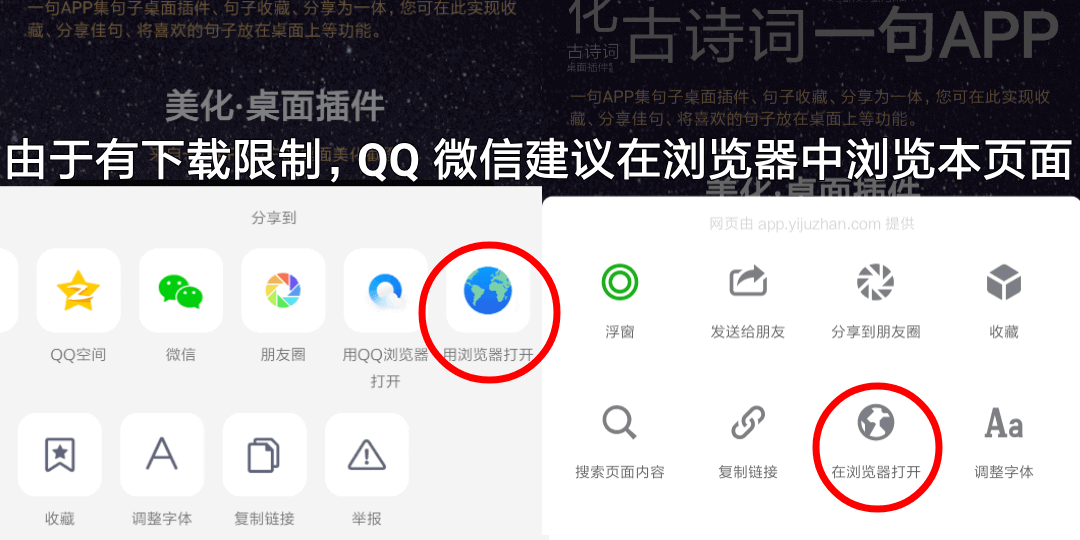 一句APP集句子桌面插件、句子收藏、分享为一体，您可在此实现收
藏、分享佳句、将喜欢的句子放在桌面上等功能。
美化·桌面插件
化
古诗词
桌面插件
古诗词一句APP
一句APP集句子桌面插件、句子收藏、分享为一体，您可在此实现收
藏、分享佳句、将喜欢的句子放在桌面上等功能。
由于有下载限制，QQ 微信建议在浏览器中浏览本页面
美化·桌面插件
分享到
QQ空间
微信
朋友圈
用QQ浏览器
打开
用浏览器打开
收藏
调整字体
复制链接
举报
网页由 app.yijuzhan.com 提供
浮窗
发送给朋友
分享到朋友圈
收藏
搜索页面内容
复制链接
在浏览器打开
Aa
调整字体